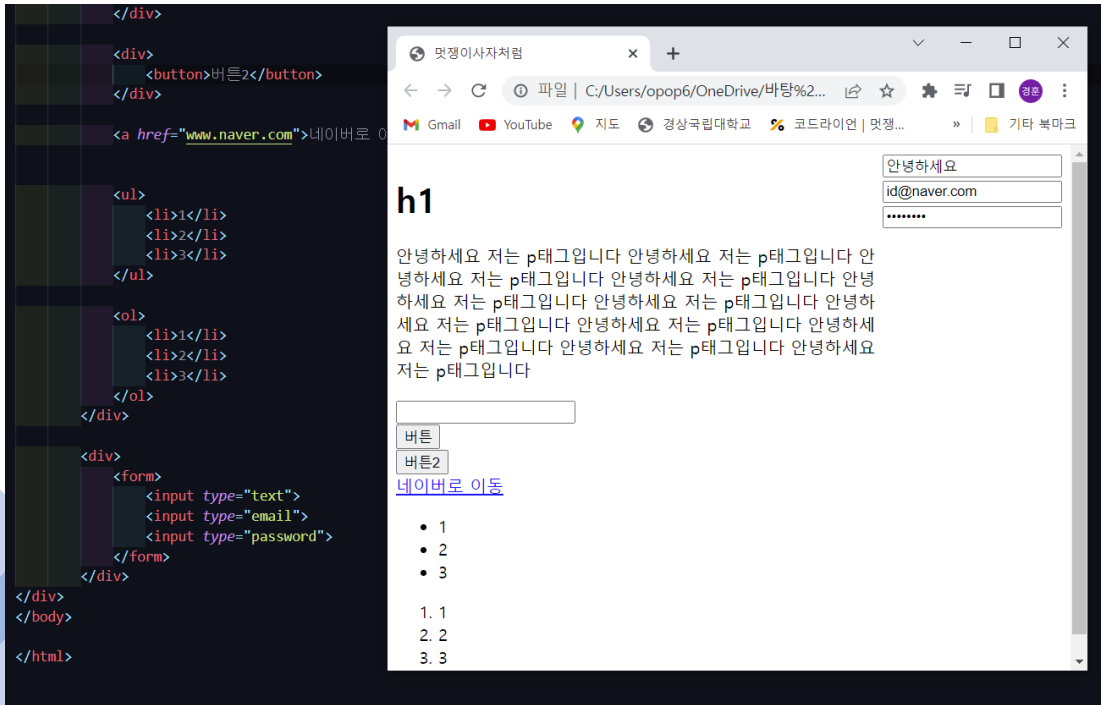 </div>
<div>
<button>버튼2</button>
</div>
<a href="www.naver.com">네이버로 이
<ul>
<li>1</li>
<li>2</li>
<li>3</li>
</ul>
<ol>
<li>1</li>
<li>2</li>
<li>3</li>
</ol>
</div>
<div>
<form>
<input type="text">
<input type="email">
<input type="password">
</form>
</div>
</div>
</body>
</html>
멋쟁이사자처럼
파일 | C:/Users/opop6/OneDrive/바탕%2...
경훈
Gmail YouTube 지도 경상국립대학교 코드라이언 | 멋쟁... » 기타 북마크
안녕하세요
id@naver.com
••••••••
h1
안녕하세요 저는 p태그입니다 안녕하세요 저는 p태그입니다 안
녕하세요 저는 p태그입니다 안녕하세요 저는 p태그입니다 안녕
하세요 저는 p태그입니다 안녕하세요 저는 p태그입니다 안녕하
세요 저는 p태그입니다 안녕하세요 저는 p태그입니다 안녕하세
요 저는 p태그입니다 안녕하세요 저는 p태그입니다 안녕하세요
저는 p태그입니다
버튼
버튼2
네이버로 이동
• 1
• 2
• 3
1. 1
2. 2
3. 3